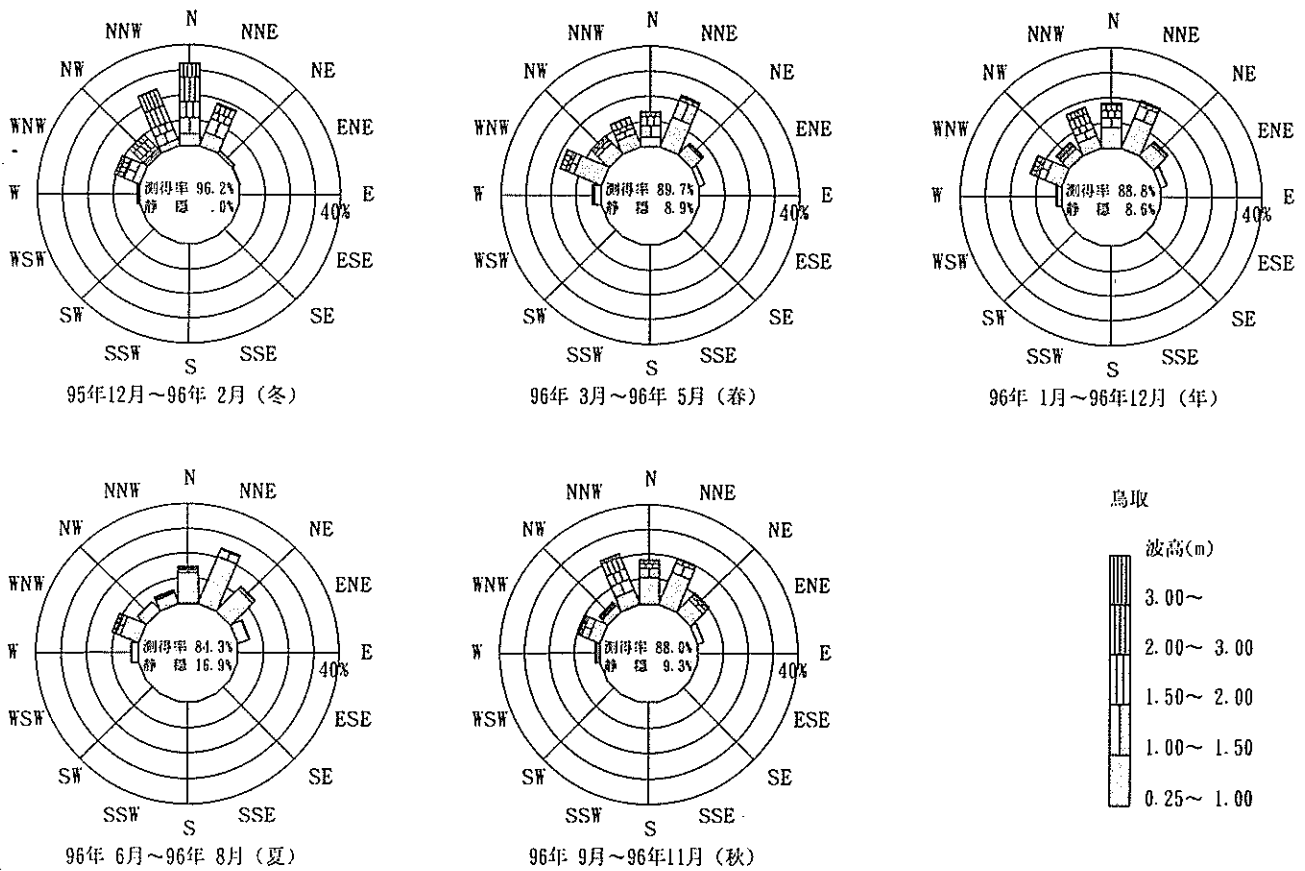 N
NNW NNE
NW NE
WNW ENE
W E
測得率 96.2%
静 穏 .0%
40%
WSW ESE
SW SE
SSW SSE
S
95年12月～96年 2月 (冬)
N
NNW NNE
NW NE
WNW ENE
W E
測得率 89.7%
静 穏 8.9%
40%
WSW ESE
SW SE
SSW SSE
S
96年 3月～96年 5月 (春)
N
NNW NNE
NW NE
WNW ENE
W E
測得率 88.8%
静 穏 8.6%
40%
WSW ESE
SW SE
SSW SSE
S
96年 1月～96年12月 (年)
N
NNW NNE
NW NE
WNW ENE
W E
測得率 84.3%
静 穏 16.9%
40%
WSW ESE
SW SE
SSW SSE
S
96年 6月～96年 8月 (夏)
N
NNW NNE
NW NE
WNW ENE
W E
測得率 88.0%
静 穏 9.3%
40%
WSW ESE
SW SE
SSW SSE
S
96年 9月～96年11月 (秋)
鳥取
波高(m)
3.00～
2.00～ 3.00
1.50～ 2.00
1.00～ 1.50
0.25～ 1.00